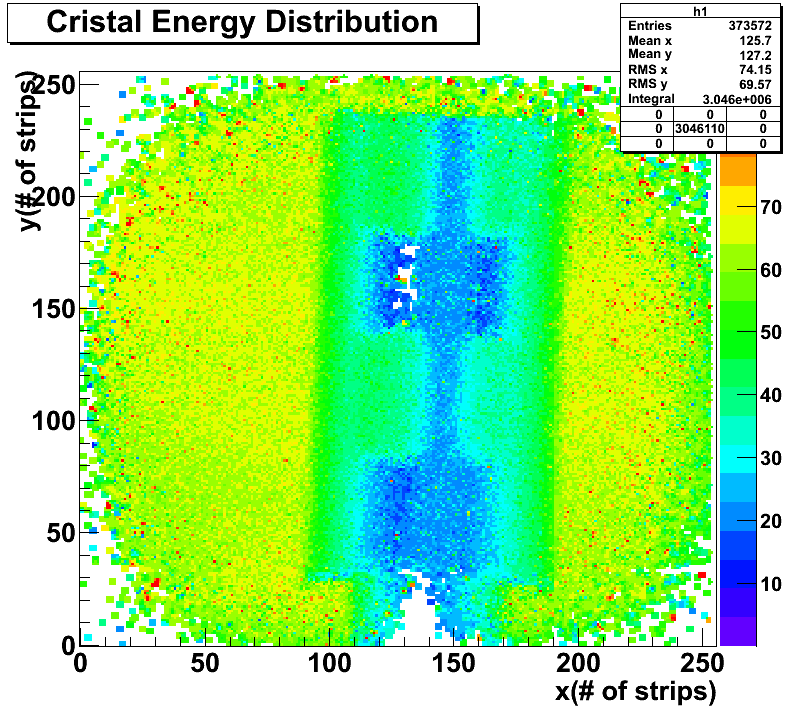 Cristal Energy Distribution
h1
Entries 373572
Mean x 125.7
Mean y 127.2
RMS x 74.15
RMS y 69.57
Integral 3.046e+006
0 0 0
0 3046110 0
0 0 0
y(# of strips)
250
200
150
100
50
0
0 50 100 150 200 250
x(# of strips)
70
60
50
40
30
20
10